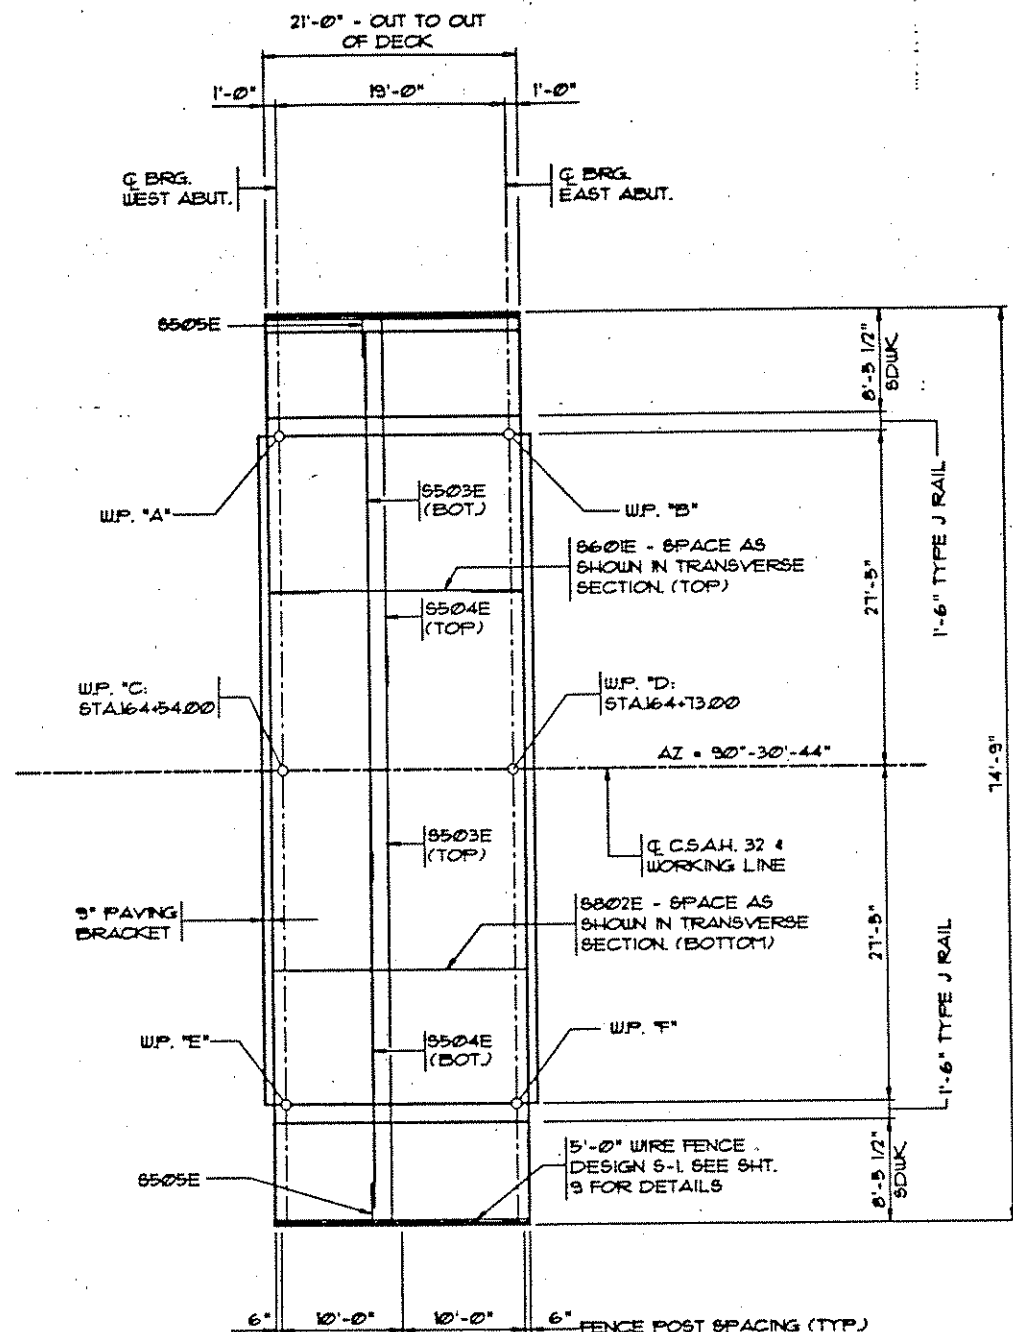 21'-0" - OUT TO OUT
OF DECK
1'-0"
19'-0"
1'-0"
℄ BRG.
WEST ABUT.
℄ BRG.
EAST ABUT.
S505E
8'-5 1/2"
SDWK.
S503E
(BOT.)
W.P. "A"
W.P. "B"
1'-6" TYPE J RAIL
S601E - SPACE AS
SHOWN IN TRANSVERSE
SECTION. (TOP)
27'-5"
S504E
(TOP)
W.P. "C:
STA.164+54.00
W.P. "D:
STA.164+73.00
AZ = 90°-30'-44"
74'-9"
S503E
(TOP)
℄ C.S.A.H. 32 &
WORKING LINE
9" PAVING
BRACKET
S802E - SPACE AS
SHOWN IN TRANSVERSE
SECTION. (BOTTOM)
27'-5"
1'-6" TYPE J RAIL
W.P. "E"
S504E
(BOT.)
W.P. "F"
S505E
5'-0" WIRE FENCE
DESIGN S-1. SEE SHT.
9 FOR DETAILS
8'-5 1/2"
SDWK.
6"
10'-0"
10'-0"
6"
FENCE POST SPACING (TYP.)